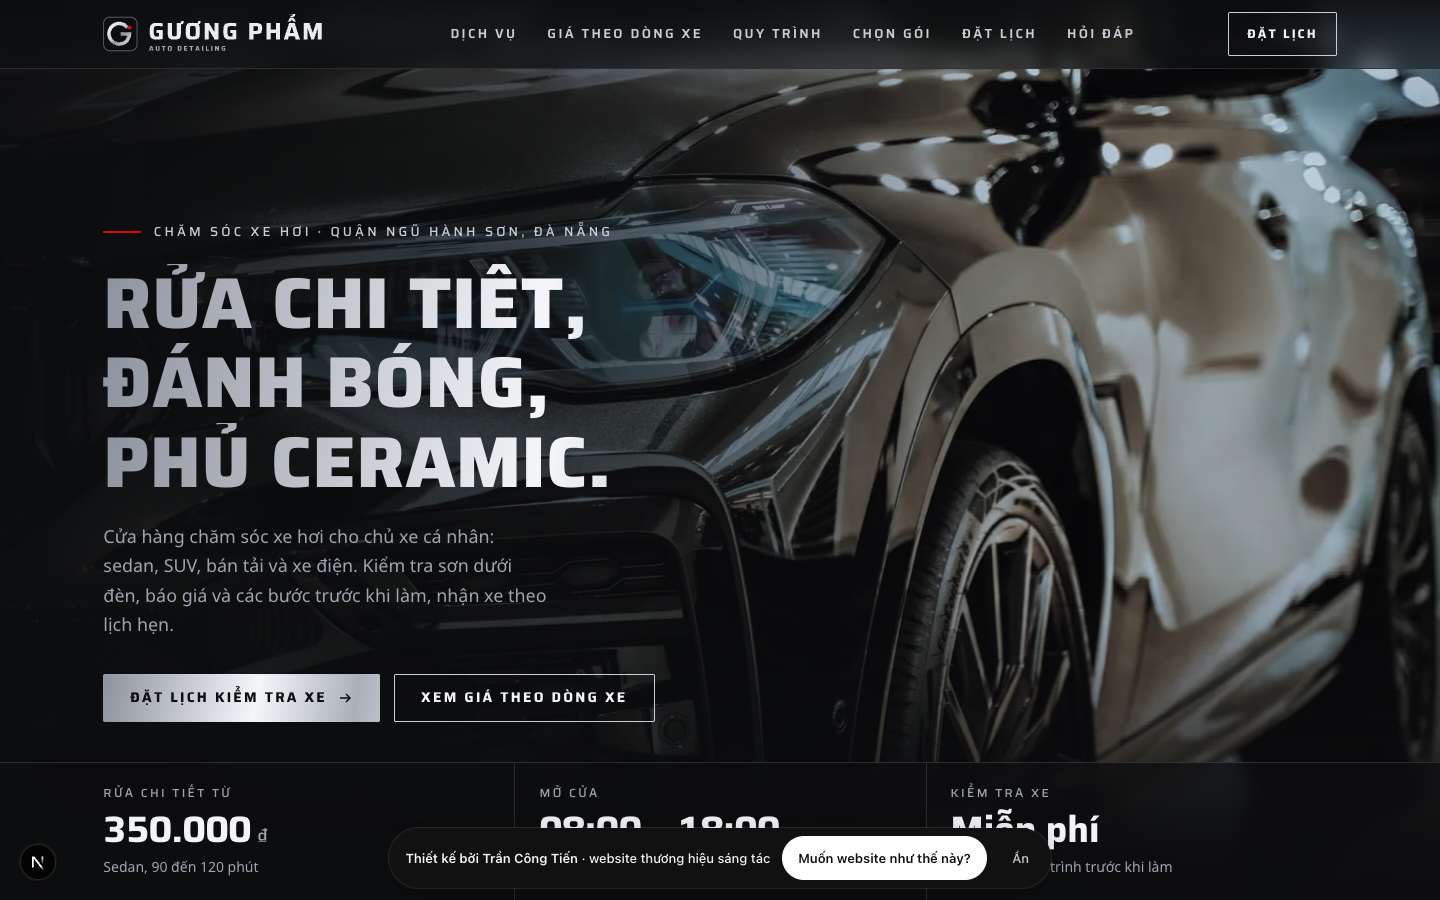 GƯƠNG PHẨM
AUTO DETAILING
DỊCH VỤ
GIÁ THEO DÒNG XE
QUY TRÌNH
CHỌN GÓI
ĐẶT LỊCH
HỎI ĐÁP
ĐẶT LỊCH
CHĂM SÓC XE HƠI · QUẬN NGŨ HÀNH SƠN, ĐÀ NẴNG
RỬA CHI TIẾT,
ĐÁNH BÓNG,
PHỦ CERAMIC.
Cửa hàng chăm sóc xe hơi cho chủ xe cá nhân:
sedan, SUV, bán tải và xe điện. Kiểm tra sơn dưới
đèn, báo giá và các bước trước khi làm, nhận xe theo
lịch hẹn.
ĐẶT LỊCH KIỂM TRA XE →
XEM GIÁ THEO DÒNG XE
RỬA CHI TIẾT TỪ
350.000 ₫
Sedan, 90 đến 120 phút
MỞ CỬA
08:00 18:00
KIỂM TRA XE
Miễn phí
trình trước khi làm
Thiết kế bởi Trần Công Tiến · website thương hiệu sáng tác
Muốn website như thế này?
Ẩn
N